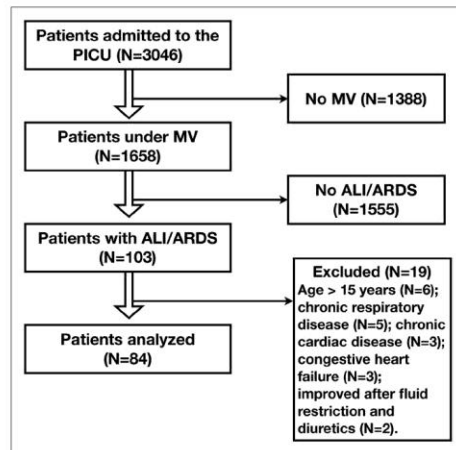 Patients admitted to the
PICU (N=3046)
No MV (N=1388)
Patients under MV
(N=1658)
No ALI/ARDS
(N=1555)
Patients with ALI/ARDS
(N=103)
Excluded (N=19)
Age > 15 years (N=6);
chronic respiratory
disease (N=5); chronic
cardiac disease (N=3);
congestive heart
failure (N=3);
improved after fluid
restriction and
diuretics (N=2).
Patients analyzed
(N=84)